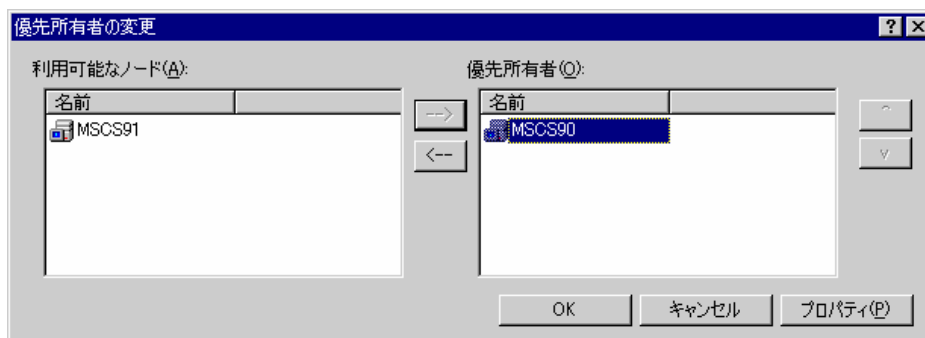 優先所有者の変更
利用可能なノード(A):
優先所有者(O):
名前
名前
MSCS91
-->
MSCS90
<--
OK
キャンセル
プロパティ(P)